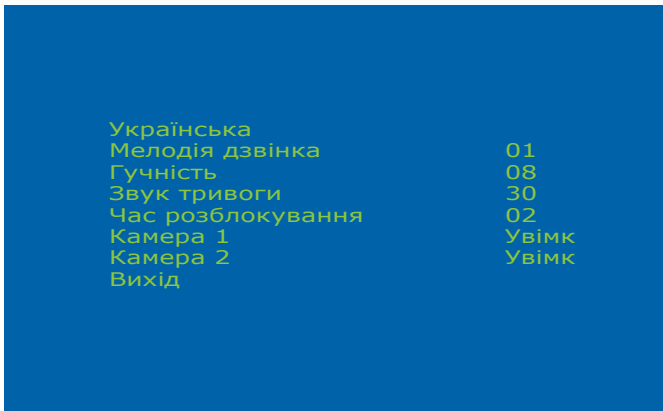 Українська
Мелодія дзвінка 01
Гучність 08
Звук тривоги 30
Час розблокування 02
Камера 1 Увімк
Камера 2 Увімк
Вихід